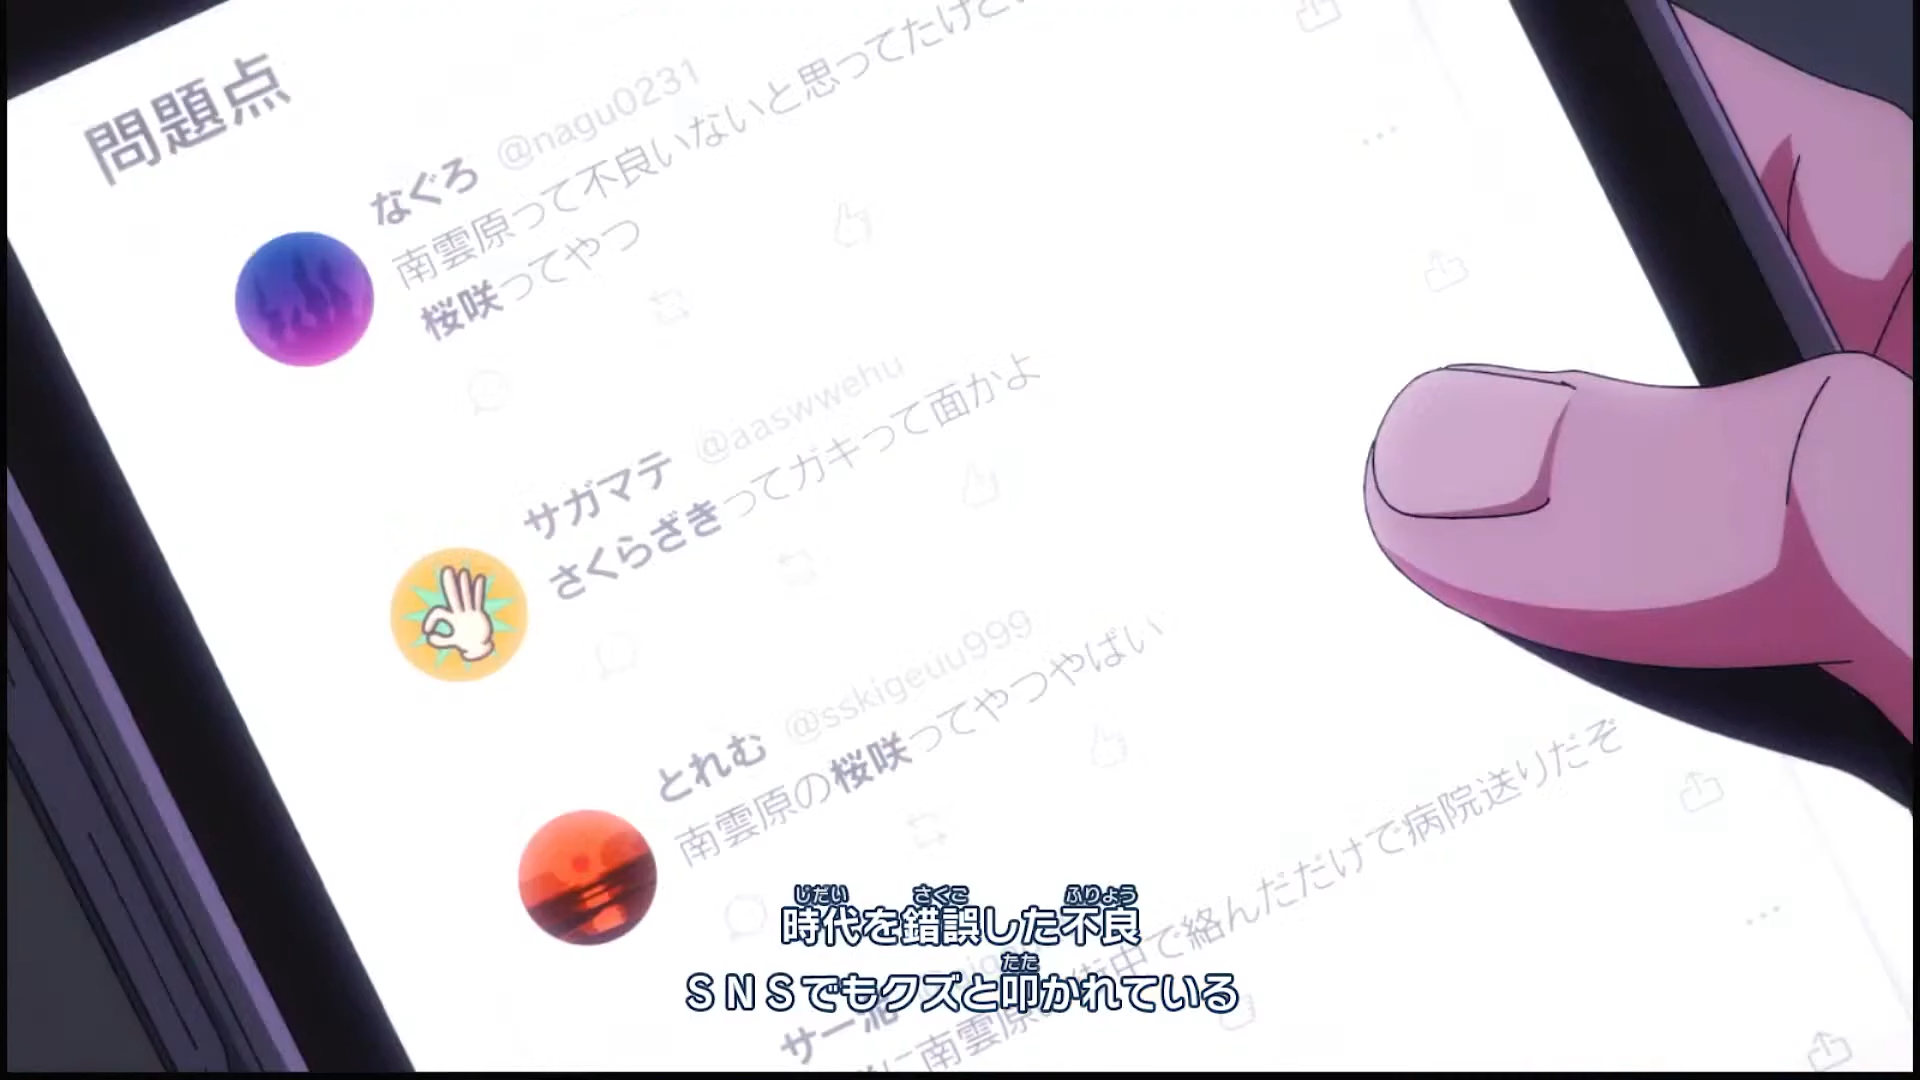 問題点
なぐろ @nagu0231
南雲原って不良いないと思ってたけど
桜咲ってやつ
サガマテ @aaswwehu
さくらざきってガキって面かよ
とれむ @sskigeuu999
南雲原の桜咲ってやつやばい
街中で絡んだだけで病院送りだぞ
サー
に南雲原
じだい さくご ふりょう
時代を錯誤した不良
たた
ＳＮＳでもクズと叩かれている